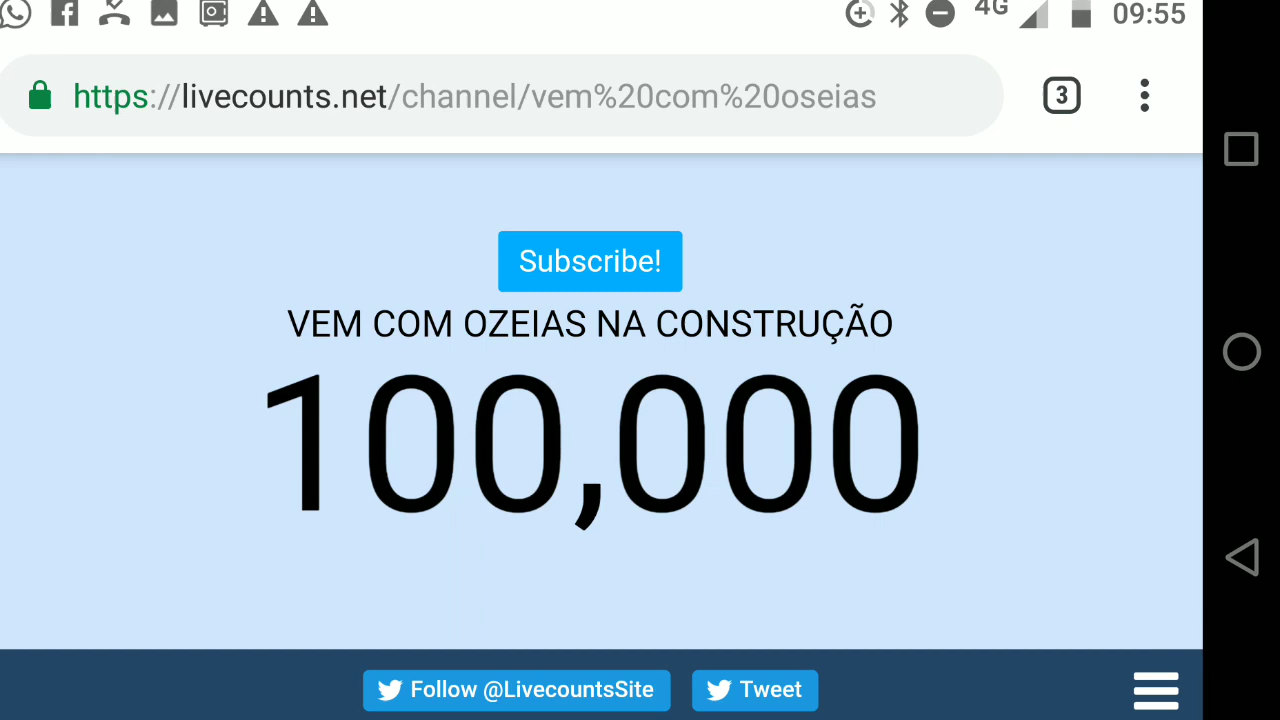 4G 09:55
https://livecounts.net/channel/vem%20com%20oseias 3
Subscribe!
VEM COM OZEIAS NA CONSTRUÇÃO
100,000
Follow @LivecountsSite Tweet